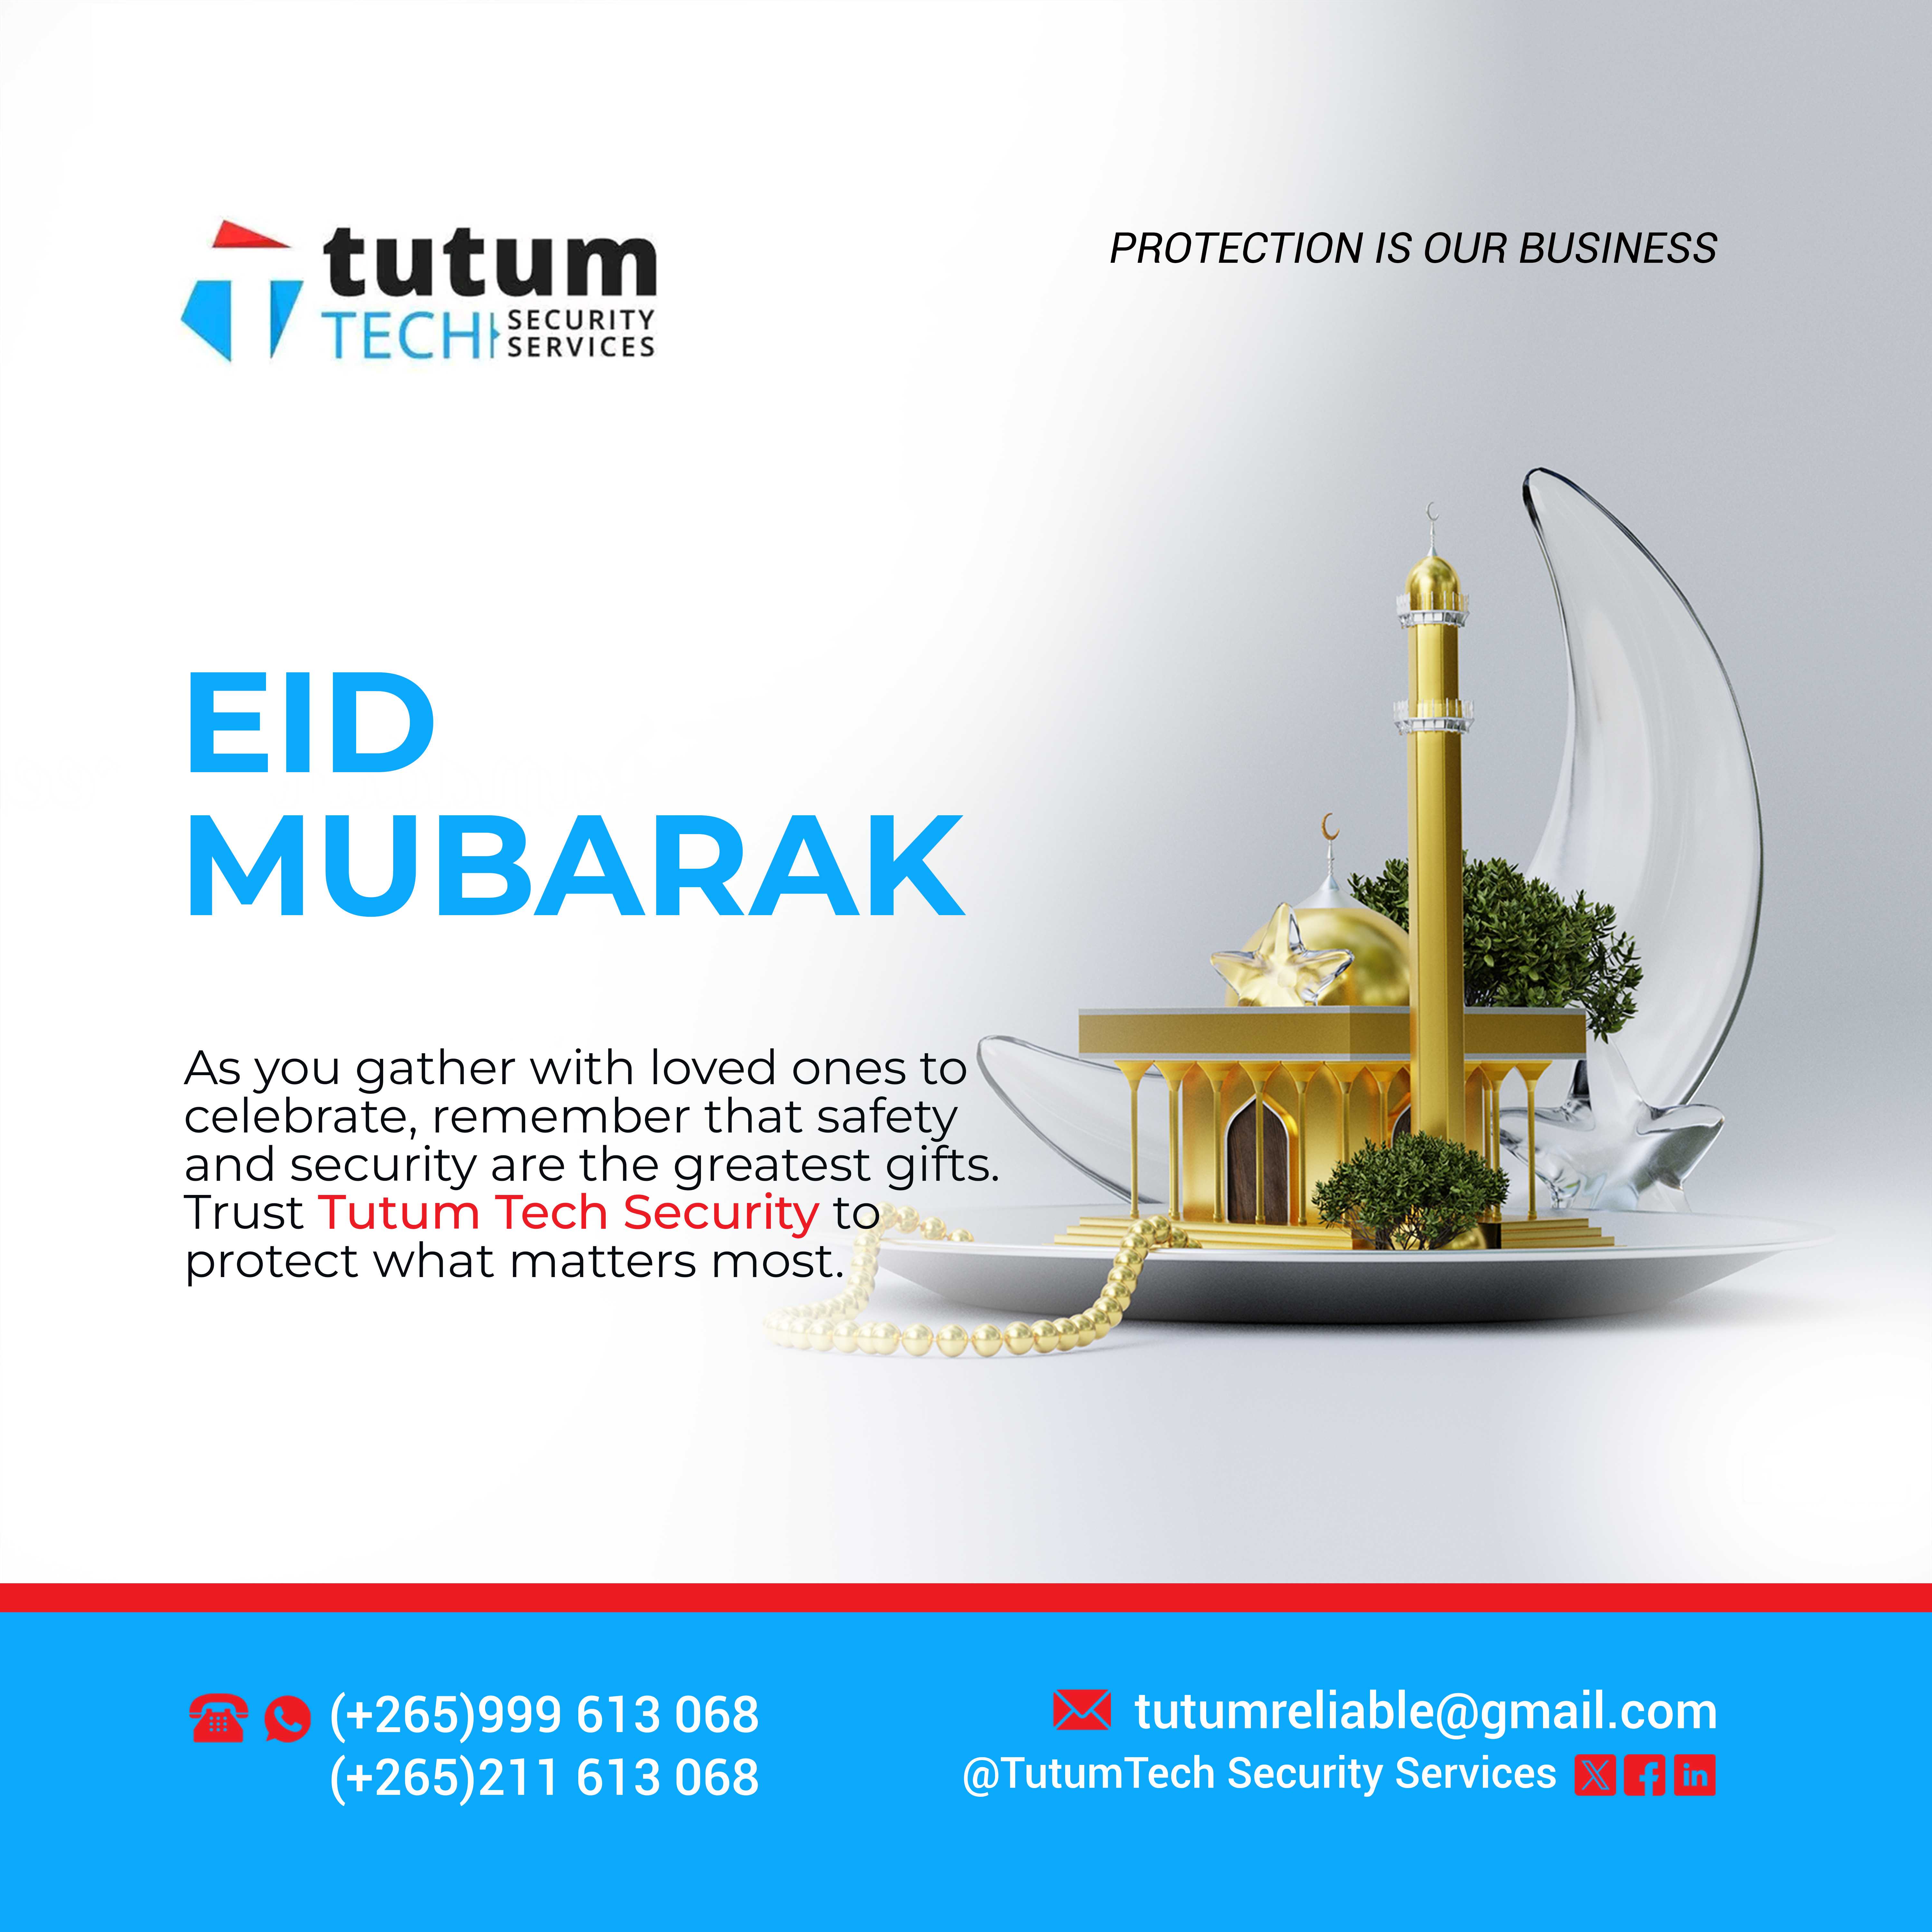 tutum
TECH SECURITY
SERVICES
PROTECTION IS OUR BUSINESS
EID
MUBARAK
As you gather with loved ones to
celebrate, remember that safety
and security are the greatest gifts.
Trust Tutum Tech Security to
protect what matters most.
(+265)999 613 068
(+265)211 613 068
tutumreliable@gmail.com
@TutumTech Security Services